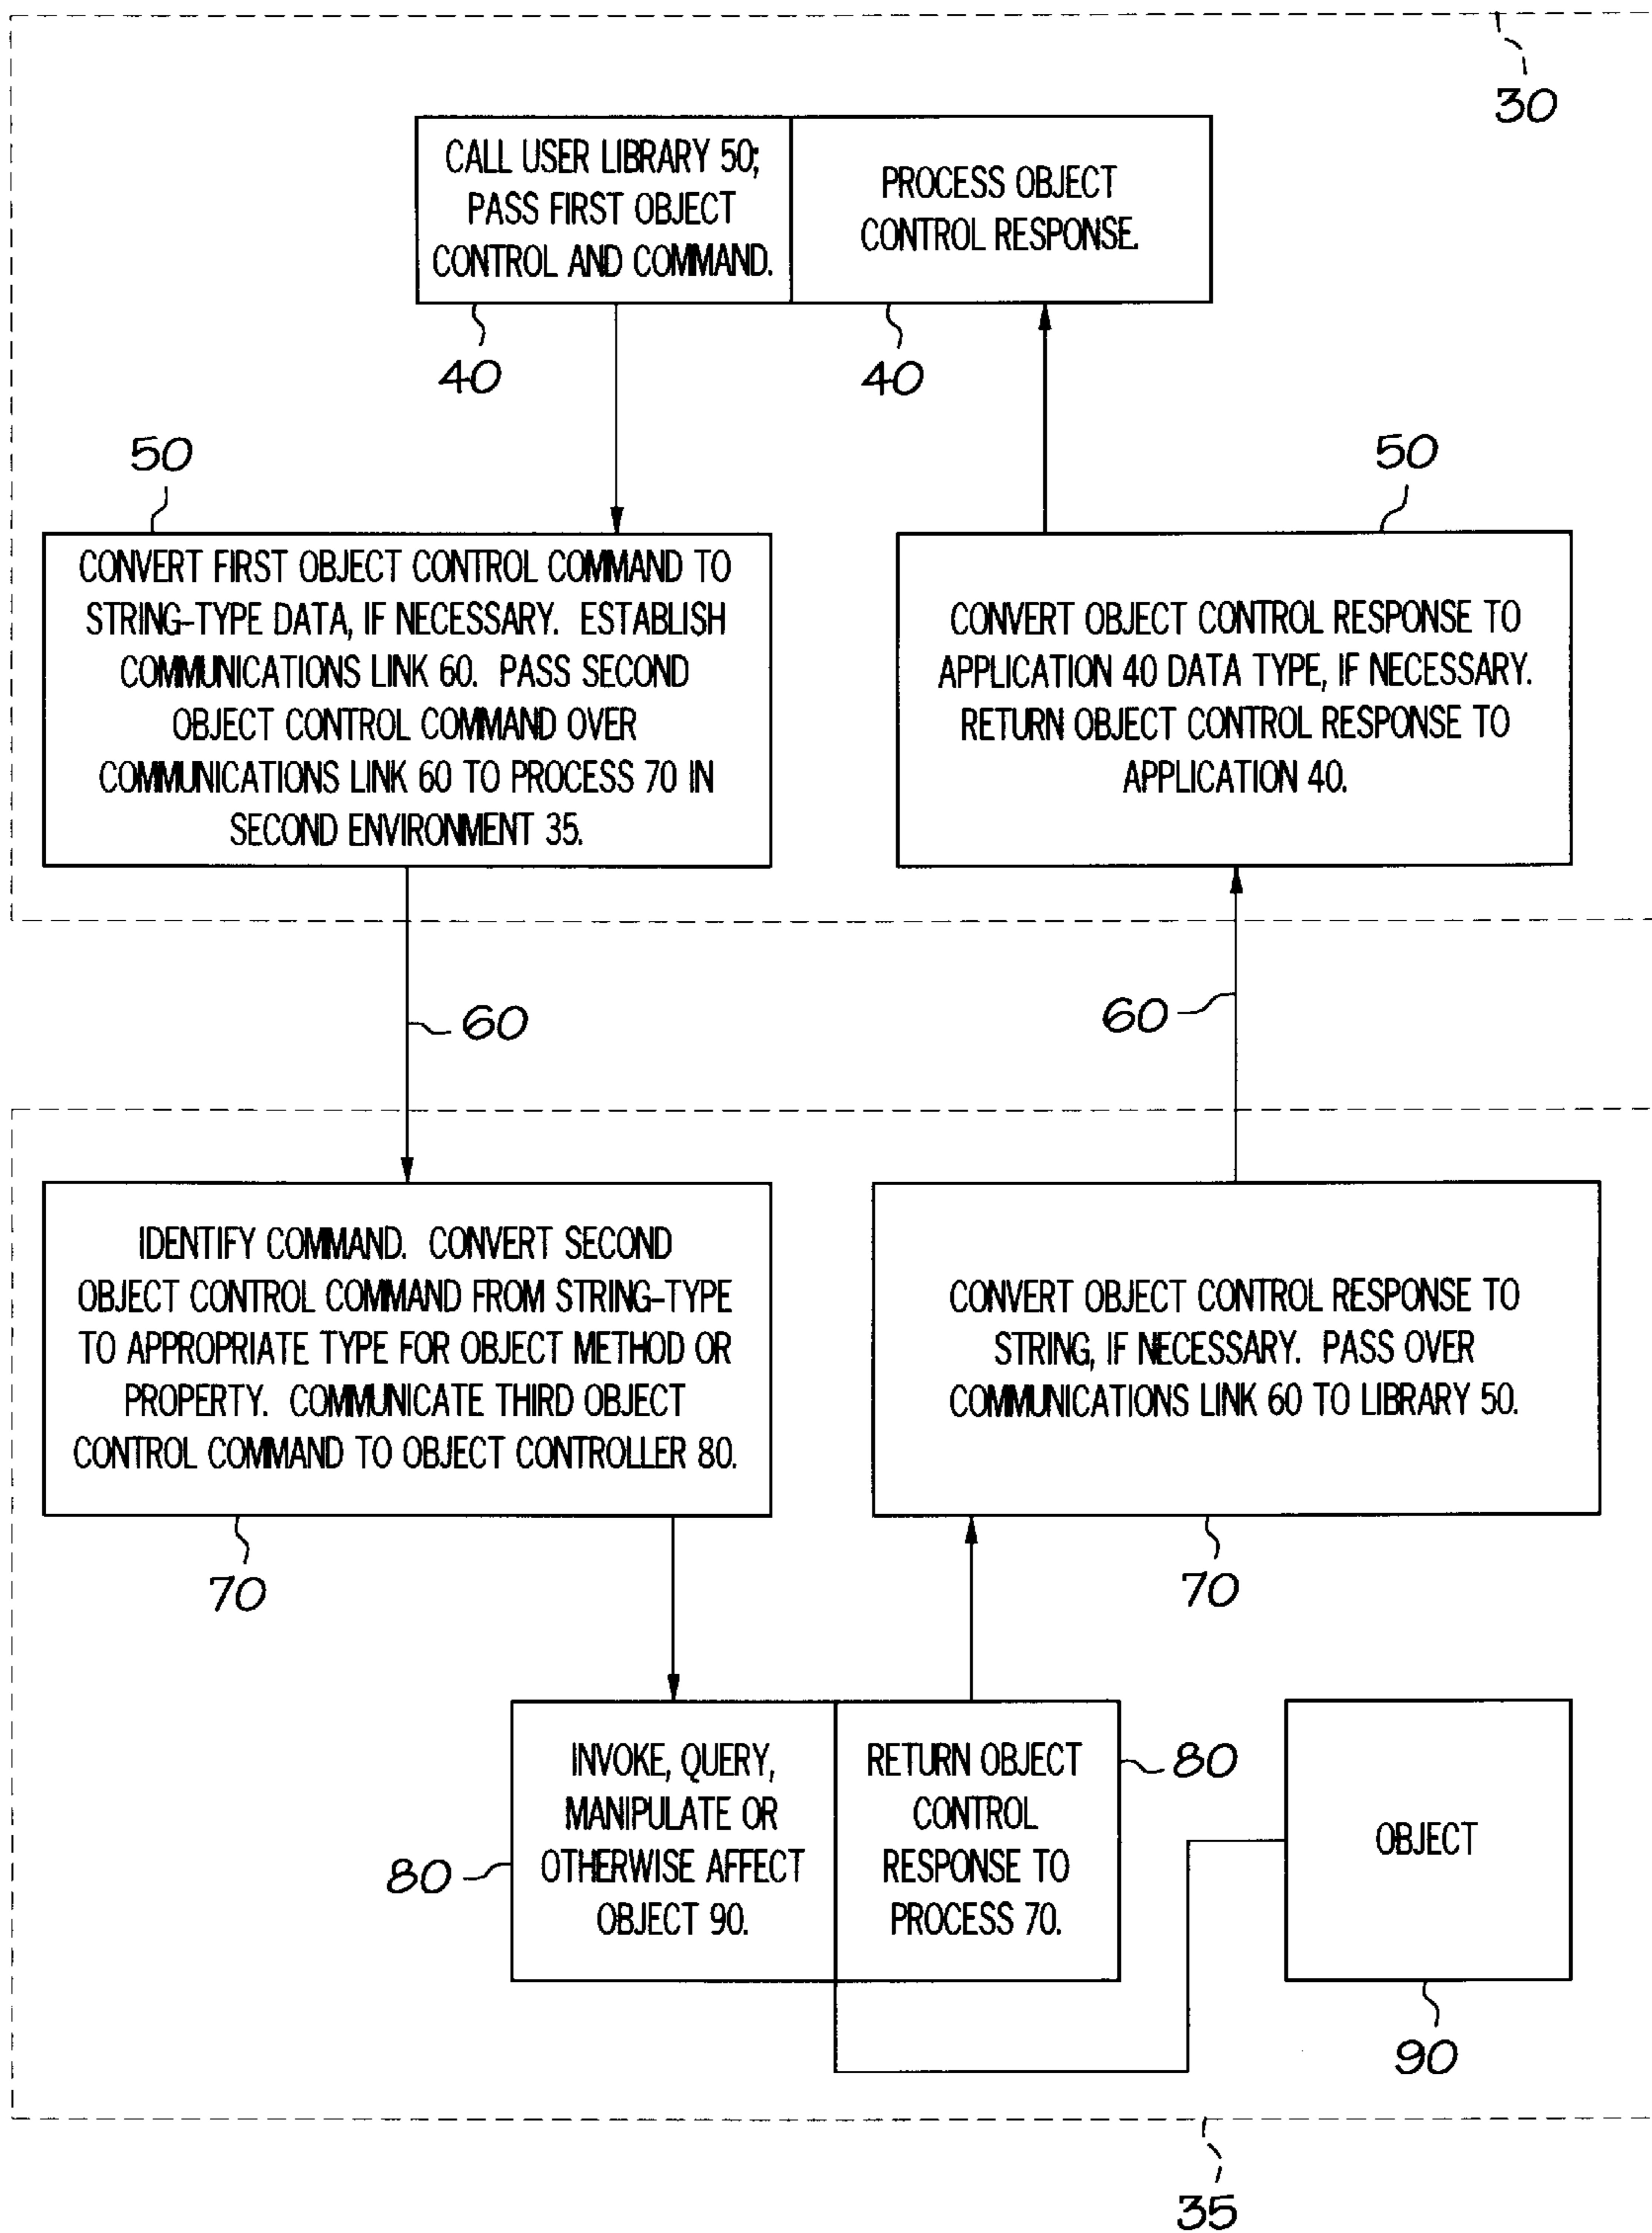 30
CALL USER LIBRARY 50;
PASS FIRST OBJECT
CONTROL AND COMMAND.
PROCESS OBJECT
CONTROL RESPONSE.
40
40
50
50
CONVERT FIRST OBJECT CONTROL COMMAND TO
STRING-TYPE DATA, IF NECESSARY. ESTABLISH
COMMUNICATIONS LINK 60. PASS SECOND
OBJECT CONTROL COMMAND OVER
COMMUNICATIONS LINK 60 TO PROCESS 70 IN
SECOND ENVIRONMENT 35.
CONVERT OBJECT CONTROL RESPONSE TO
APPLICATION 40 DATA TYPE, IF NECESSARY.
RETURN OBJECT CONTROL RESPONSE TO
APPLICATION 40.
60
60
IDENTIFY COMMAND. CONVERT SECOND
OBJECT CONTROL COMMAND FROM STRING-TYPE
TO APPROPRIATE TYPE FOR OBJECT METHOD OR
PROPERTY. COMMUNICATE THIRD OBJECT
CONTROL COMMAND TO OBJECT CONTROLLER 80.
CONVERT OBJECT CONTROL RESPONSE TO
STRING, IF NECESSARY. PASS OVER
COMMUNICATIONS LINK 60 TO LIBRARY 50.
70
70
INVOKE, QUERY,
MANIPULATE OR
OTHERWISE AFFECT
OBJECT 90.
RETURN OBJECT
CONTROL
RESPONSE TO
PROCESS 70.
80
80
OBJECT
90
35